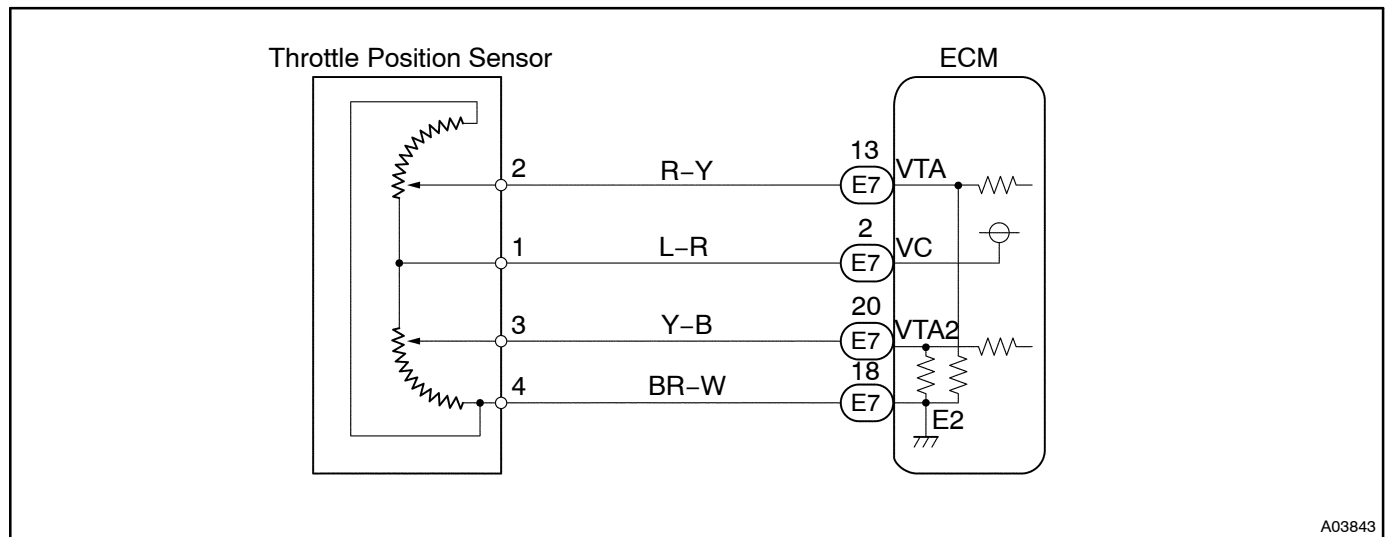 Throttle Position Sensor
ECM
2
R–Y
13
E7
VTA
1
L–R
2
E7
VC
3
Y–B
20
E7
VTA2
4
BR–W
18
E7
E2
A03843